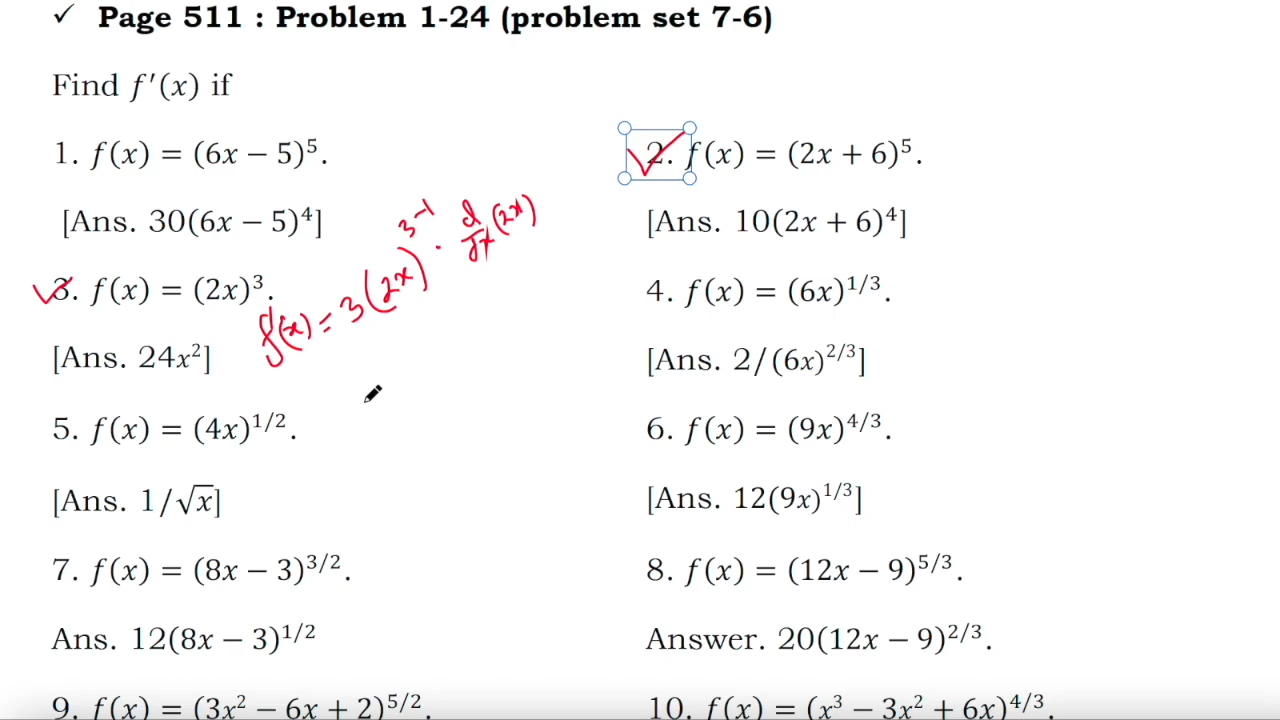 ✓ Page 511 : Problem 1-24 (problem set 7-6)
Find f′(x) if
1. f(x) = (6x − 5)⁵.
2. f(x) = (2x + 6)⁵.
[Ans. 30(6x − 5)⁴]
[Ans. 10(2x + 6)⁴]
3. f(x) = (2x)³.
f'(x) = 3(2x)³⁻¹ · d/dx (2x)
4. f(x) = (6x)^{1/3}.
[Ans. 24x²]
[Ans. 2/(6x)^{2/3}]
5. f(x) = (4x)^{1/2}.
6. f(x) = (9x)^{4/3}.
[Ans. 1/√x]
[Ans. 12(9x)^{1/3}]
7. f(x) = (8x − 3)^{3/2}.
8. f(x) = (12x − 9)^{5/3}.
Ans. 12(8x − 3)^{1/2}
Answer. 20(12x − 9)^{2/3}.
9. f(x) = (3x² − 6x + 2)^{5/2}.
10. f(x) = (x³ − 3x² + 6x)^{4/3}.